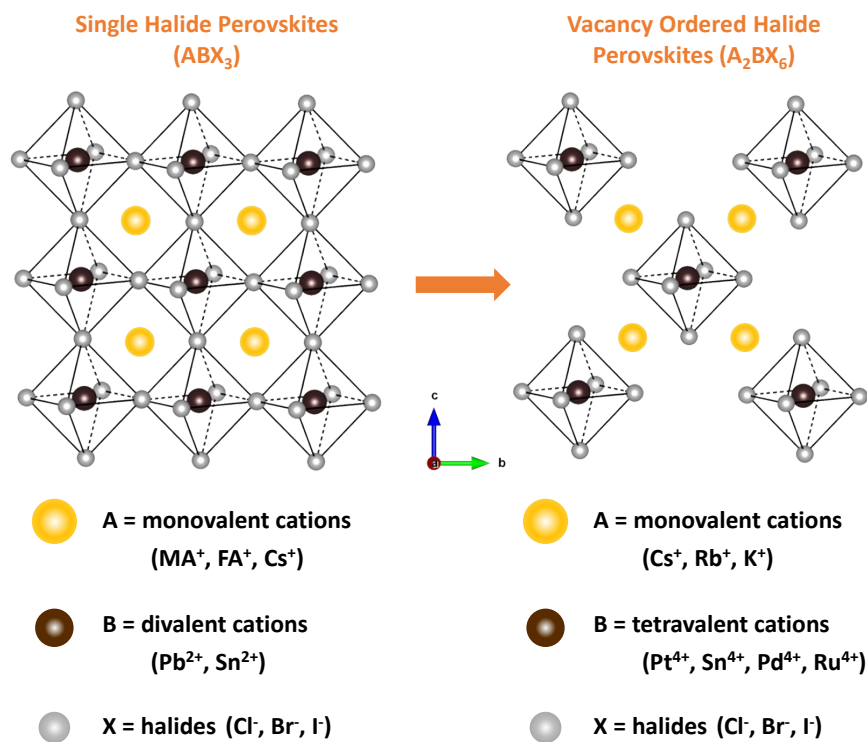 Single Halide Perovskites
(ABX₃)
Vacancy Ordered Halide
Perovskites (A₂BX₆)
c
a
b
A = monovalent cations
(MA⁺, FA⁺, Cs⁺)
B = divalent cations
(Pb²⁺, Sn²⁺)
X = halides (Cl⁻, Br⁻, I⁻)
A = monovalent cations
(Cs⁺, Rb⁺, K⁺)
B = tetravalent cations
(Pt⁴⁺, Sn⁴⁺, Pd⁴⁺, Ru⁴⁺)
X = halides (Cl⁻, Br⁻, I⁻)